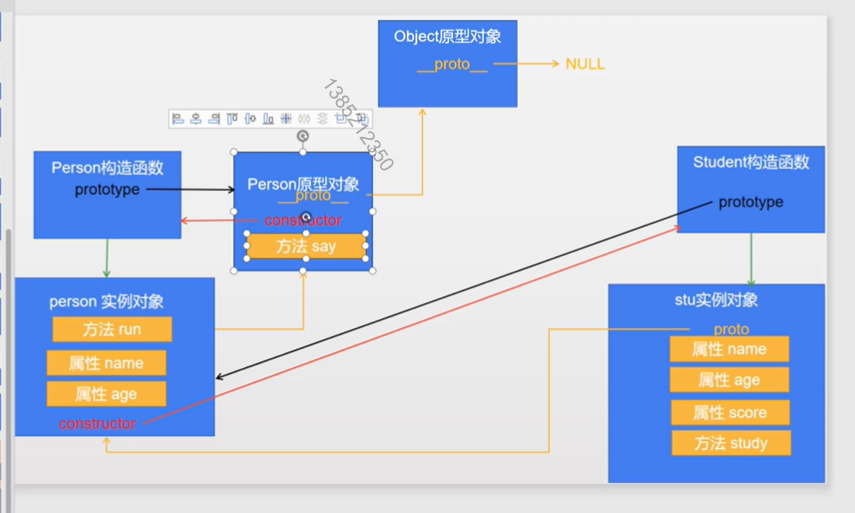 Object原型对象
__proto__
NULL
1385212350
Person构造函数
prototype
Person原型对象
__proto__
constructor
方法 say
Student构造函数
prototype
person 实例对象
方法 run
属性 name
属性 age
constructor
stu实例对象
proto
属性 name
属性 age
属性 score
方法 study